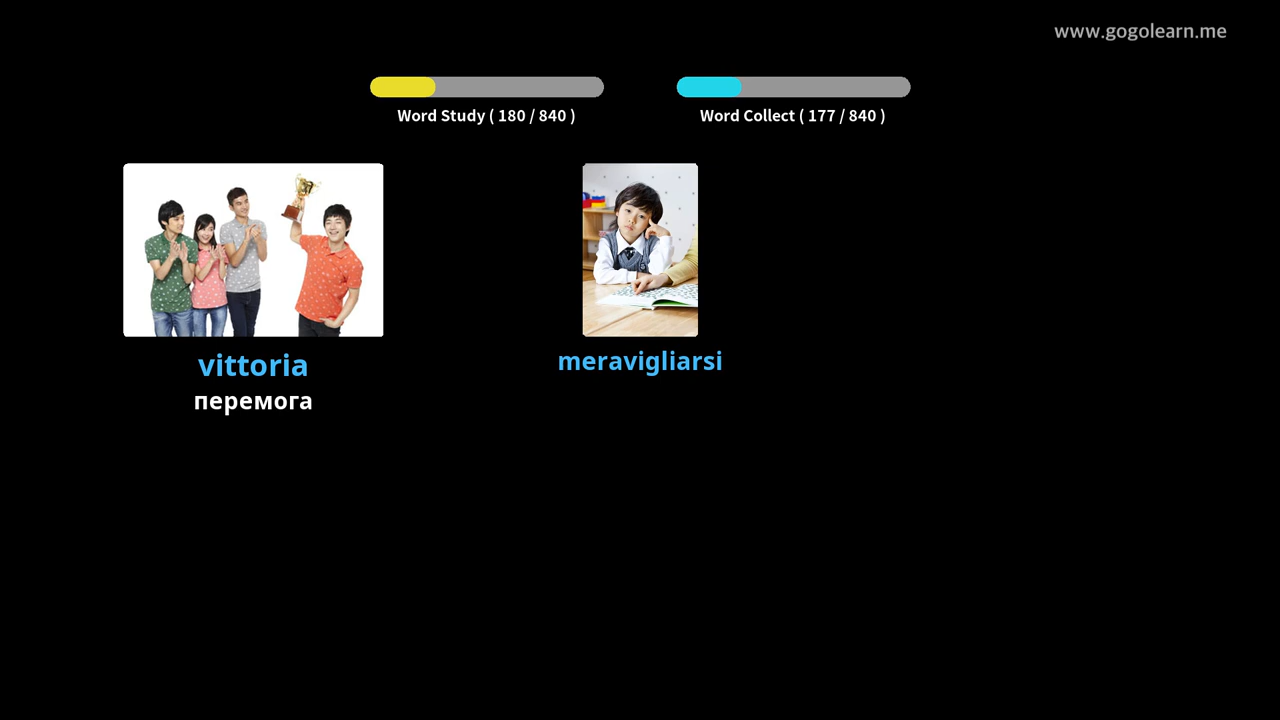 www.gogolearn.me
Word Study ( 180 / 840 )
Word Collect ( 177 / 840 )
vittoria
перемога
meravigliarsi